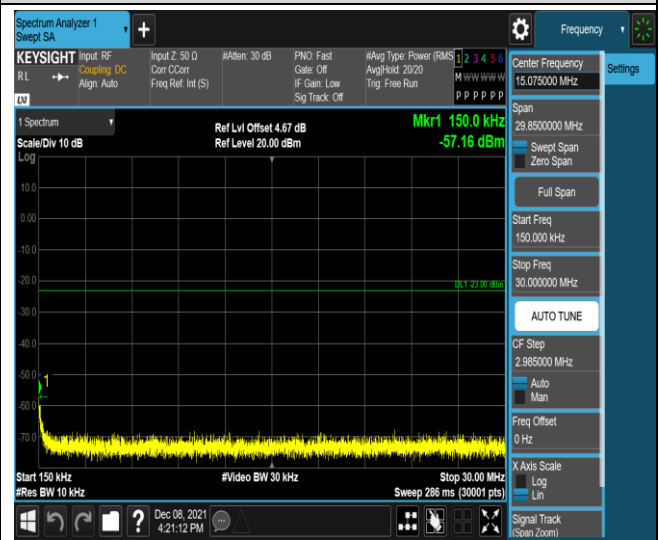 Spectrum Analyzer 1
Swept SA
Frequency
KEYSIGHT
RL
LXI
Input: RF
Coupling: DC
Align: Auto
Input Z: 50 Ω
Corr CCorr
Freq Ref: Int (S)
#Atten: 30 dB
PNO: Fast
Gate: Off
IF Gain: Low
Sig Track: Off
#Avg Type: Power (RMS
Avg|Hold: 20/20
Trig: Free Run
1 2 3 4 5 6
M W W W W W
P P P P P P
1 Spectrum
Scale/Div 10 dB
Log
Ref Lvl Offset 4.67 dB
Ref Level 20.00 dBm
Mkr1 150.0 kHz
-57.16 dBm
10.0
0.00
-10.0
-20.0
DL1 -23.00 dBm
-30.0
-40.0
-50.0
1
-60.0
-70.0
Start 150 kHz
#Res BW 10 kHz
#Video BW 30 kHz
Stop 30.00 MHz
Sweep 286 ms (30001 pts)
Dec 08, 2021
4:21:12 PM
Center Frequency
15.075000 MHz
Settings
Span
29.8500000 MHz
Swept Span
Zero Span
Full Span
Start Freq
150.000 kHz
Stop Freq
30.000000 MHz
AUTO TUNE
CF Step
2.985000 MHz
Auto
Man
Freq Offset
0 Hz
X Axis Scale
Log
Lin
Signal Track
(Span Zoom)